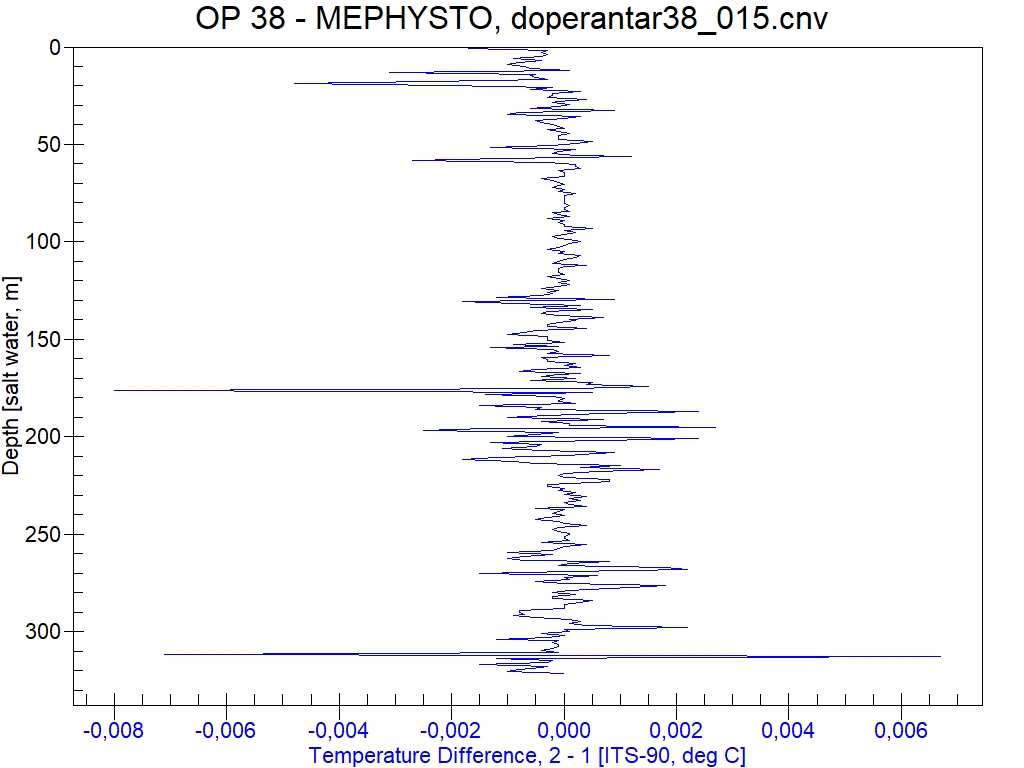 OP 38 - MEPHYSTO, doperantar38_015.cnv
0
50
100
150
200
250
300
Depth [salt water, m]
-0,008 -0,006 -0,004 -0,002 0,000 0,002 0,004 0,006
Temperature Difference, 2 - 1 [ITS-90, deg C]